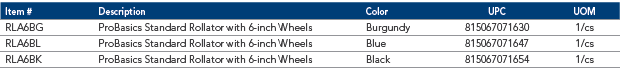 Item # Description Color UPC UOM
RLA6BG ProBasics Standard Rollator with 6-inch Wheels Burgundy 815067071630 1/cs
RLA6BL ProBasics Standard Rollator with 6-inch Wheels Blue 815067071647 1/cs
RLA6BK ProBasics Standard Rollator with 6-inch Wheels Black 815067071654 1/cs